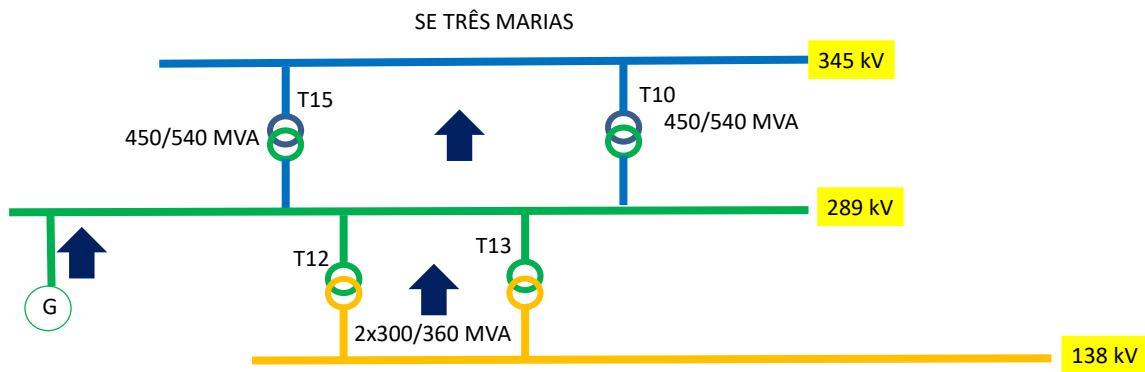 SE TRÊS MARIAS
345 kV
T15
T10
450/540 MVA
450/540 MVA
289 kV
T12
T13
G
2x300/360 MVA
138 kV